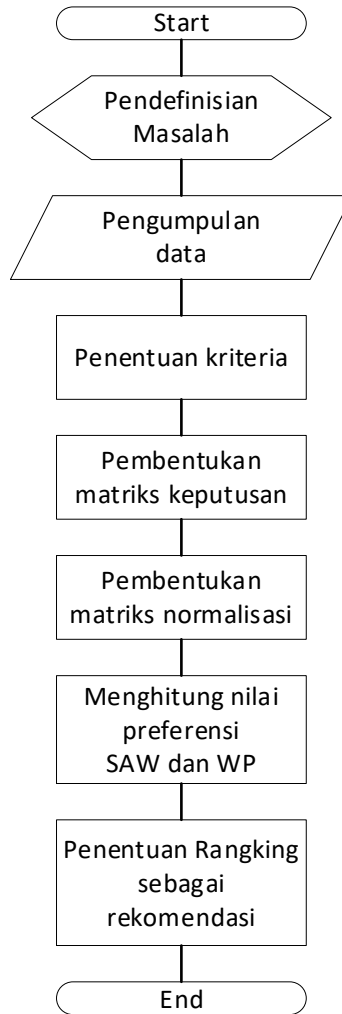 Start
Pendefinisian
Masalah
Pengumpulan
data
Penentuan kriteria
Pembentukan
matriks keputusan
Pembentukan
matriks normalisasi
Menghitung nilai
preferensi
SAW dan WP
Penentuan Rangking
sebagai
rekomendasi
End